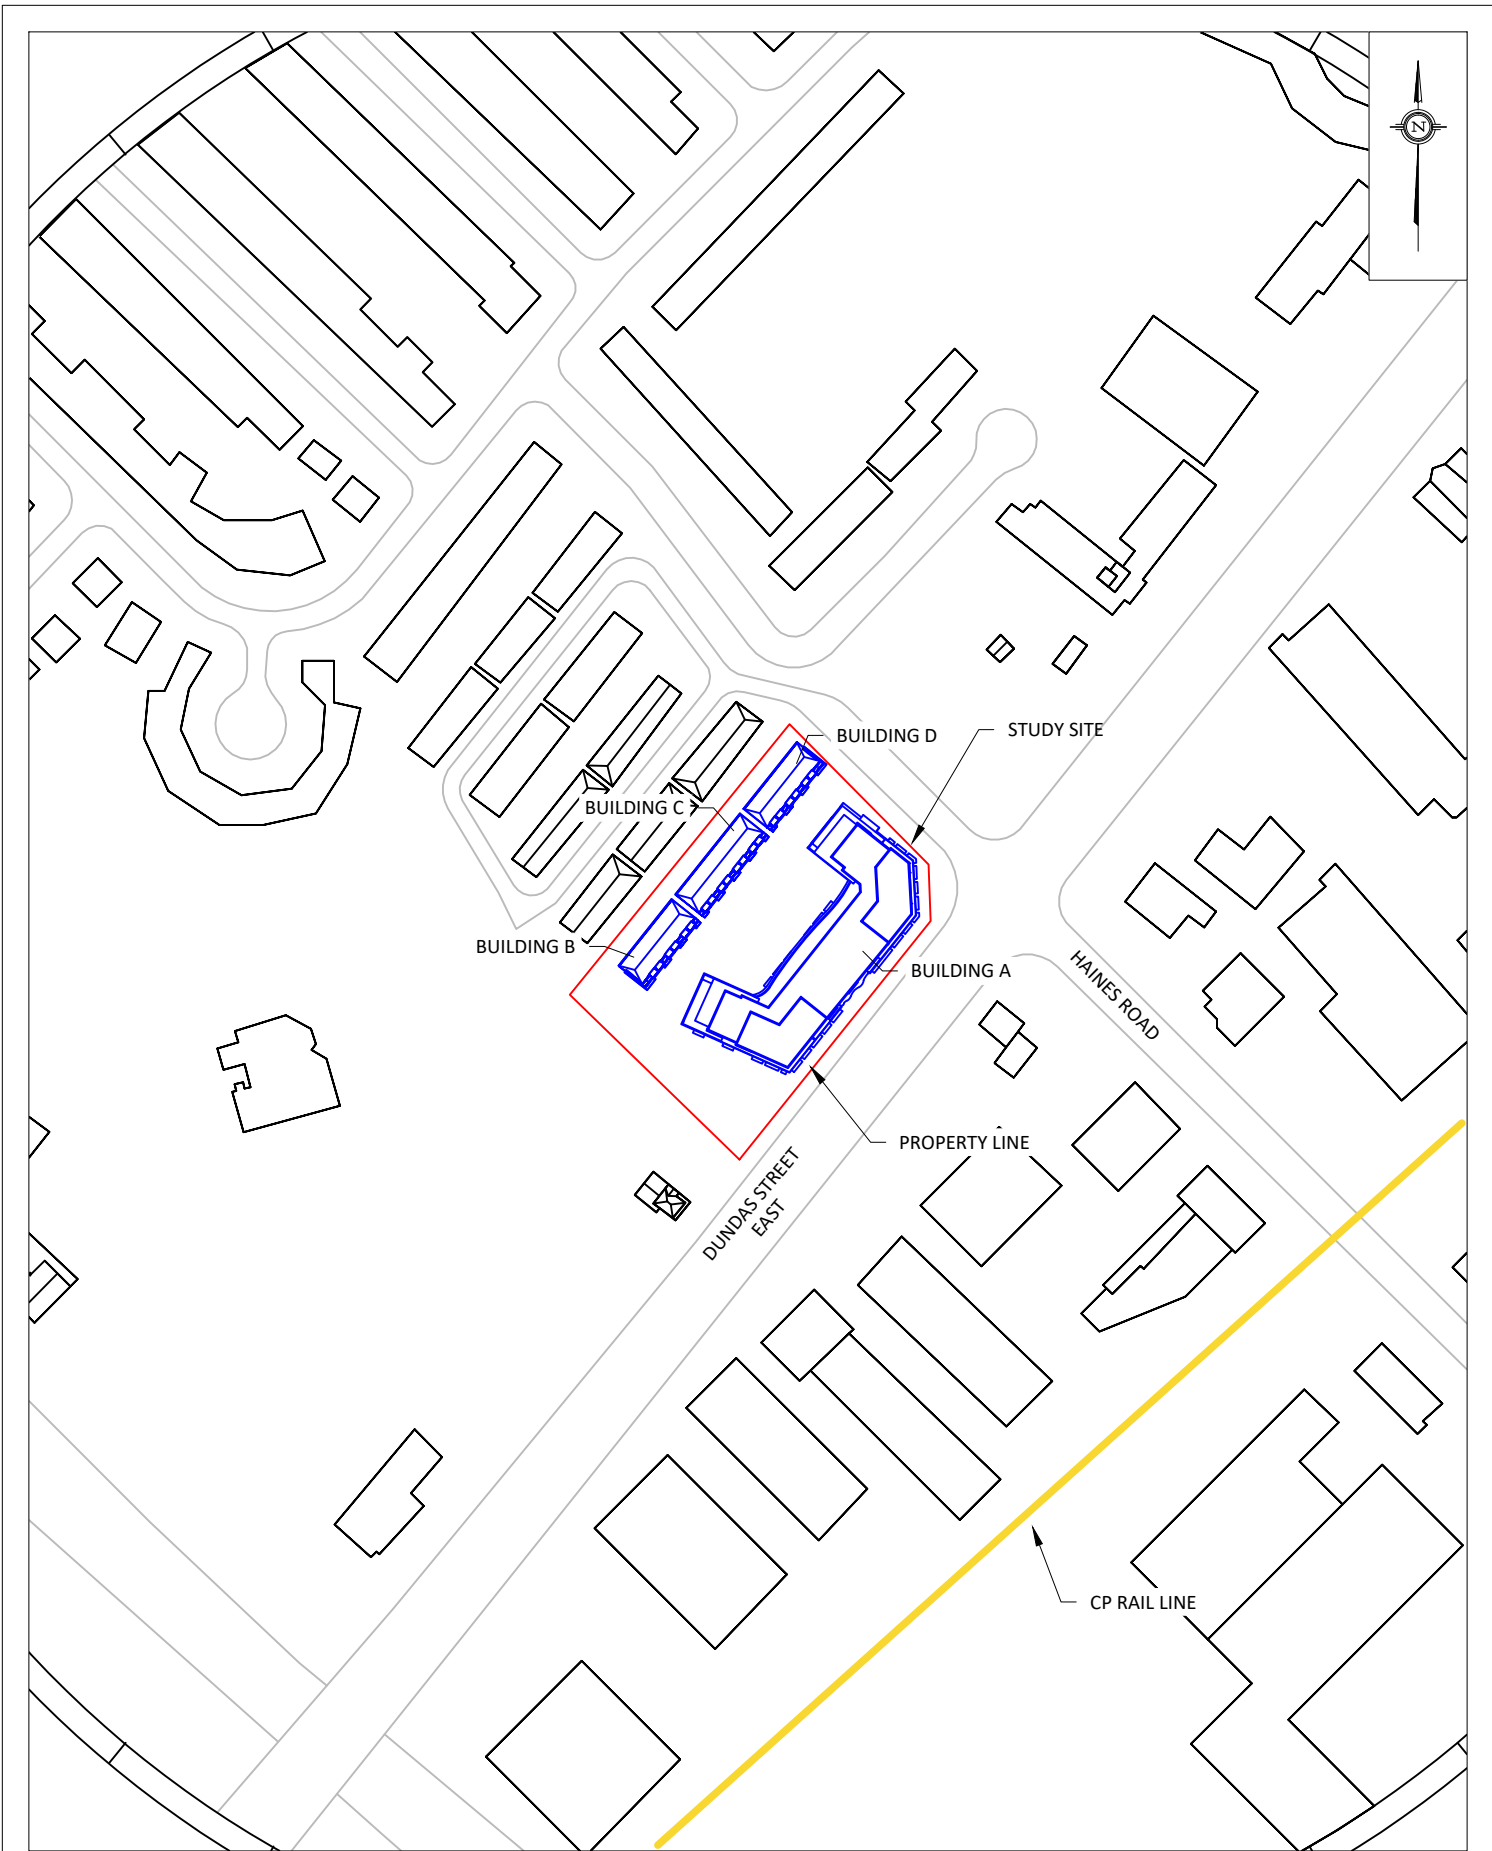 N
BUILDING D
STUDY SITE
BUILDING C
BUILDING B
BUILDING A
HAINES ROAD
PROPERTY LINE
DUNDAS STREET
EAST
CP RAIL LINE